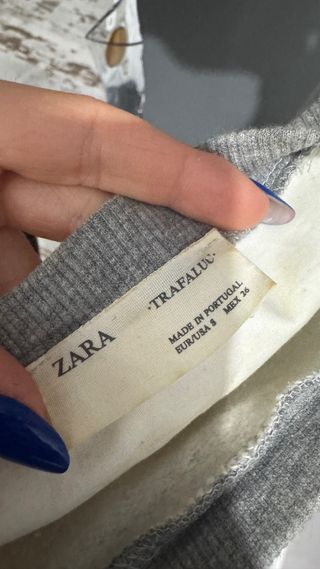 ZARA
·TRAFALUC·
MADE IN PORTUGAL
EUR/USA S MEX 26